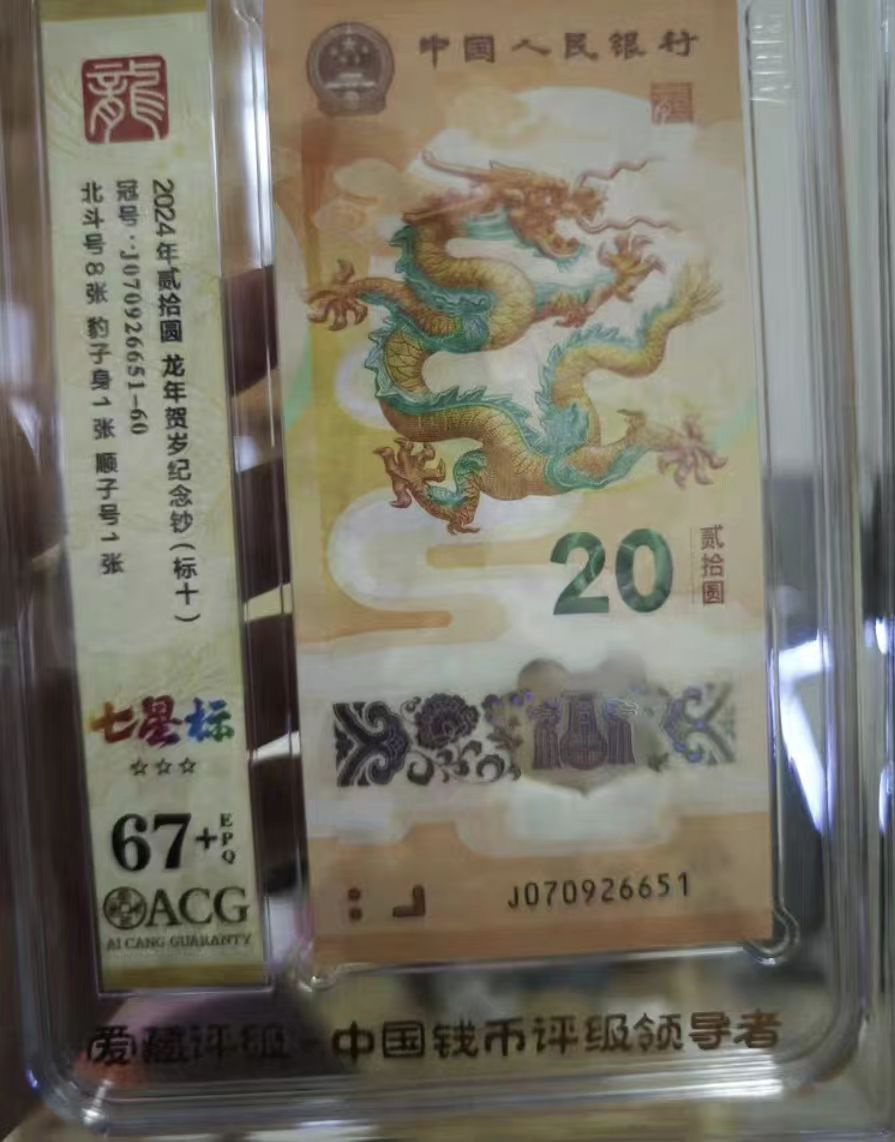 龍
2024年贰拾圆 龙年贺岁纪念钞(标十)
冠号:J070926651-60
北斗号8张 豹子身1张 顺子号1张
七星标
☆☆☆
67+
EPQ
ACG
AI CANG GUARANTY
中国人民银行
20
贰拾圆
J070926651
爱藏评级-中国钱币评级领导者